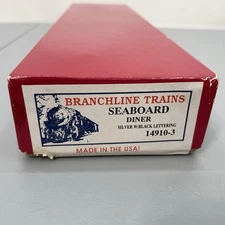 BRANCHLINE TRAINS
SEABOARD
DINER
SILVER W/BLACK LETTERING
14910-3
MADE IN THE USA!